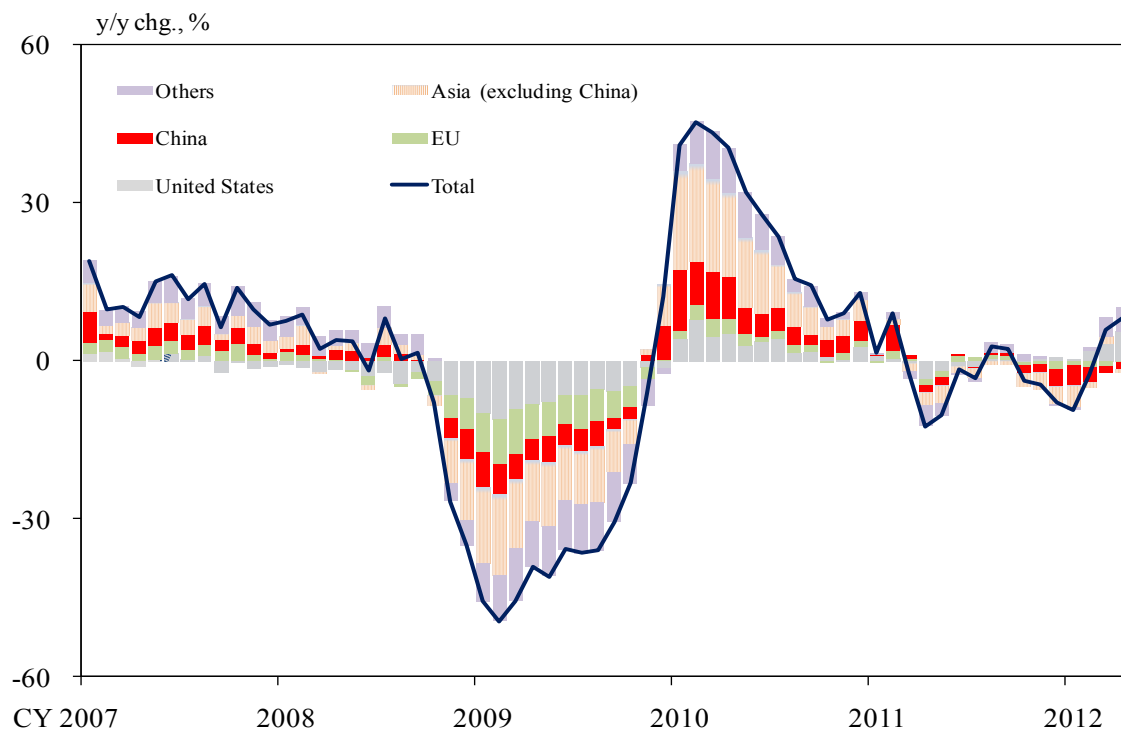 y/y chg., %
60
Others
Asia (excluding China)
China
EU
United States
Total
30
0
-30
-60
CY 2007
2008
2009
2010
2011
2012